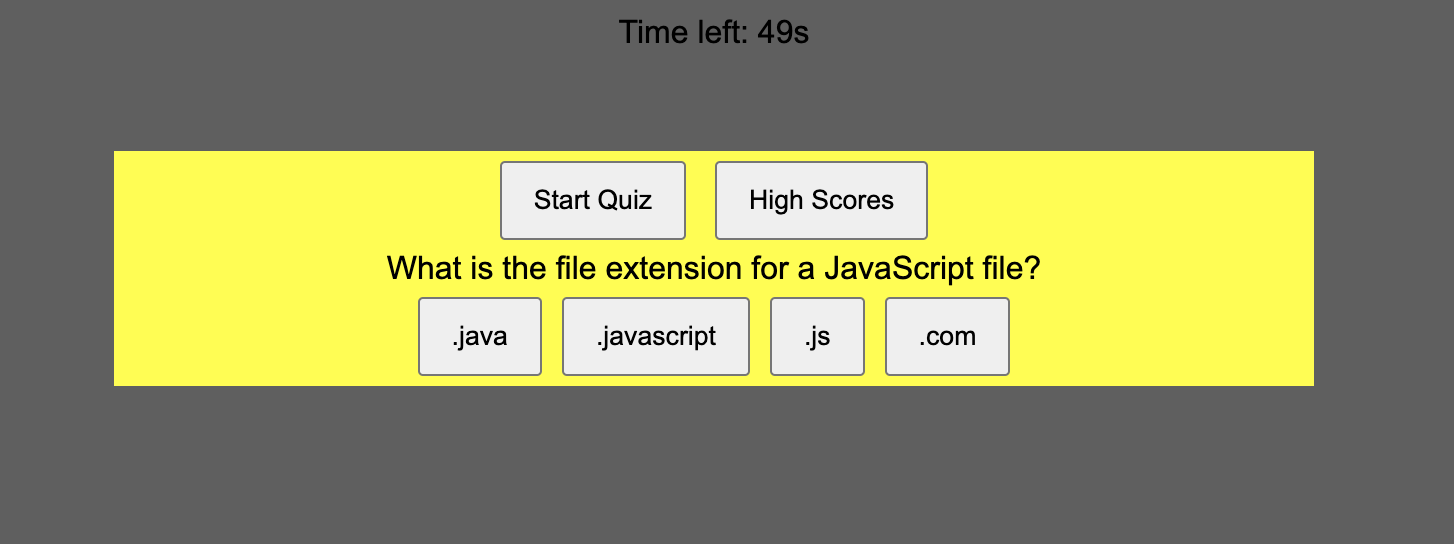 Time left: 49s
Start Quiz High Scores
What is the file extension for a JavaScript file?
.java .javascript .js .com